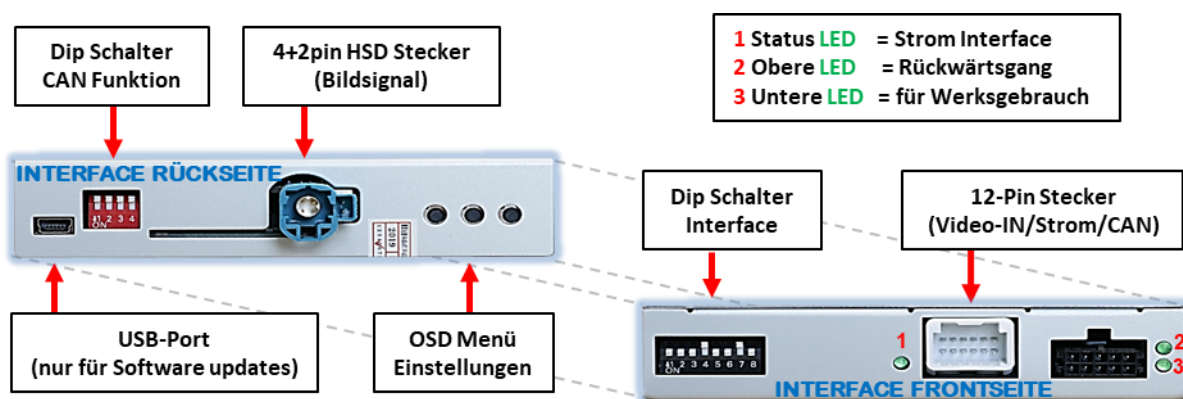 Dip Schalter
CAN Funktion
4+2pin HSD Stecker
(Bildsignal)
1 Status LED = Strom Interface
2 Obere LED = Rückwärtsgang
3 Untere LED = für Werksgebrauch
INTERFACE RÜCKSEITE
1 2 3 4
ON
2019
Dip Schalter
Interface
12-Pin Stecker
(Video-IN/Strom/CAN)
USB-Port
(nur für Software updates)
OSD Menü
Einstellungen
1 2 3 4 5 6 7 8
ON
1
2
3
INTERFACE FRONTSEITE